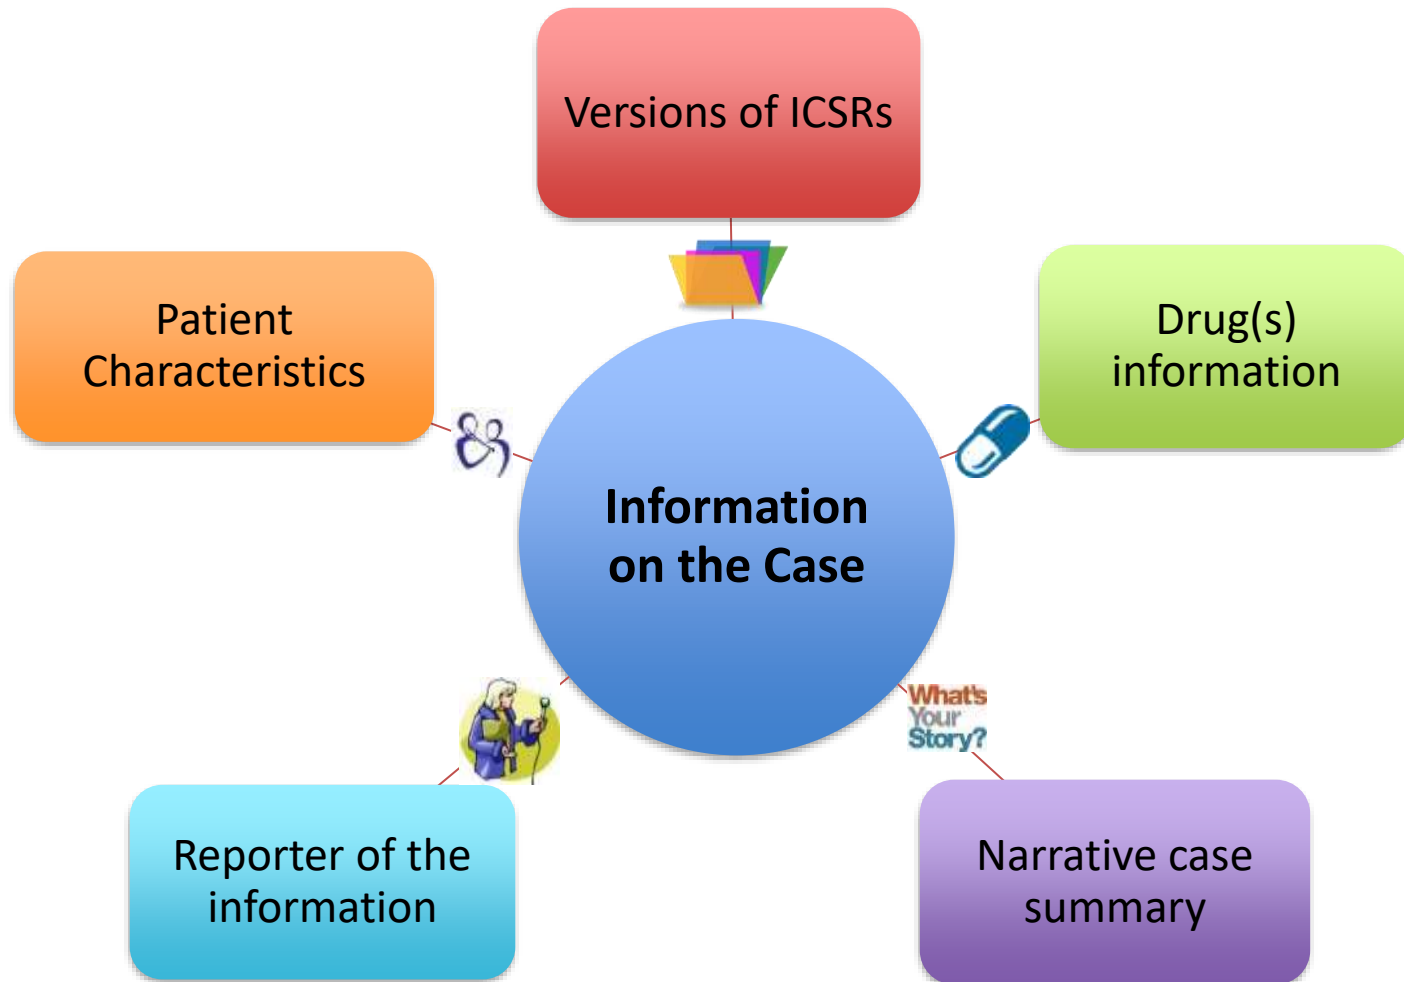 Versions of ICSRs
Patient
Characteristics
Drug(s)
information
Information
on the Case
What's
Your
Story?
Reporter of the
information
Narrative case
summary